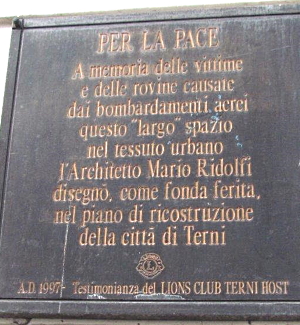 PER LA PACE
A memoria delle vittime
e delle rovine causate
dai bombardamenti aerei
questo "largo" spazio
nel tessuto urbano
l'Architetto Mario Ridolfi
disegnò, come fonda ferita,
nel piano di ricostruzione
della città di Terni
A.D. 1997- Testimonianza del LIONS CLUB TERNI HOST